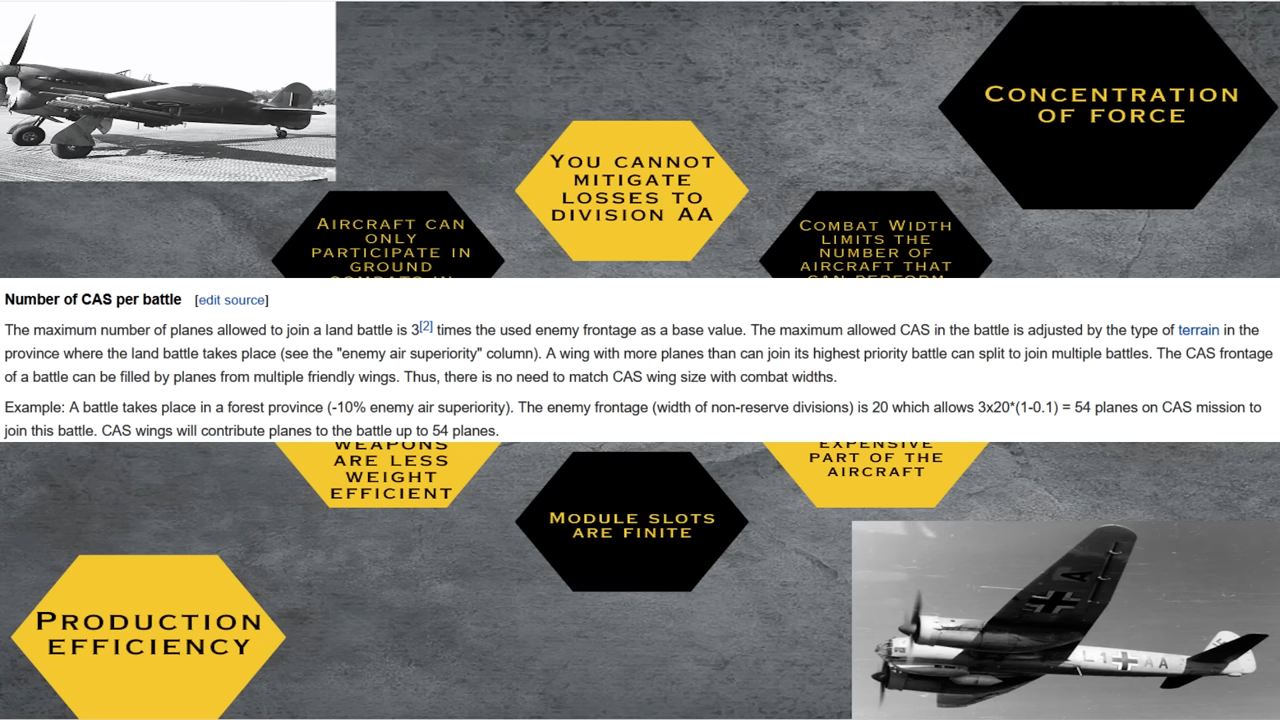 CONCENTRATION
OF FORCE
YOU CANNOT
MITIGATE
LOSSES TO
DIVISION AA
AIRCRAFT CAN
ONLY
PARTICIPATE IN
GROUND
COMBAT WIDTH
LIMITS THE
NUMBER OF
AIRCRAFT THAT
CAN PERFORM
Number of CAS per battle [edit source]
The maximum number of planes allowed to join a land battle is 3[2] times the used enemy frontage as a base value. The maximum allowed CAS in the battle is adjusted by the type of terrain in the
province where the land battle takes place (see the "enemy air superiority" column). A wing with more planes than can join its highest priority battle can split to join multiple battles. The CAS frontage
of a battle can be filled by planes from multiple friendly wings. Thus, there is no need to match CAS wing size with combat widths.
Example: A battle takes place in a forest province (-10% enemy air superiority). The enemy frontage (width of non-reserve divisions) is 20 which allows 3x20*(1-0.1) = 54 planes on CAS mission to
join this battle. CAS wings will contribute planes to the battle up to 54 planes.
WEAPONS
ARE LESS
WEIGHT
EFFICIENT
EXPENSIVE
PART OF THE
AIRCRAFT
MODULE SLOTS
ARE FINITE
PRODUCTION
EFFICIENCY
L1 AA